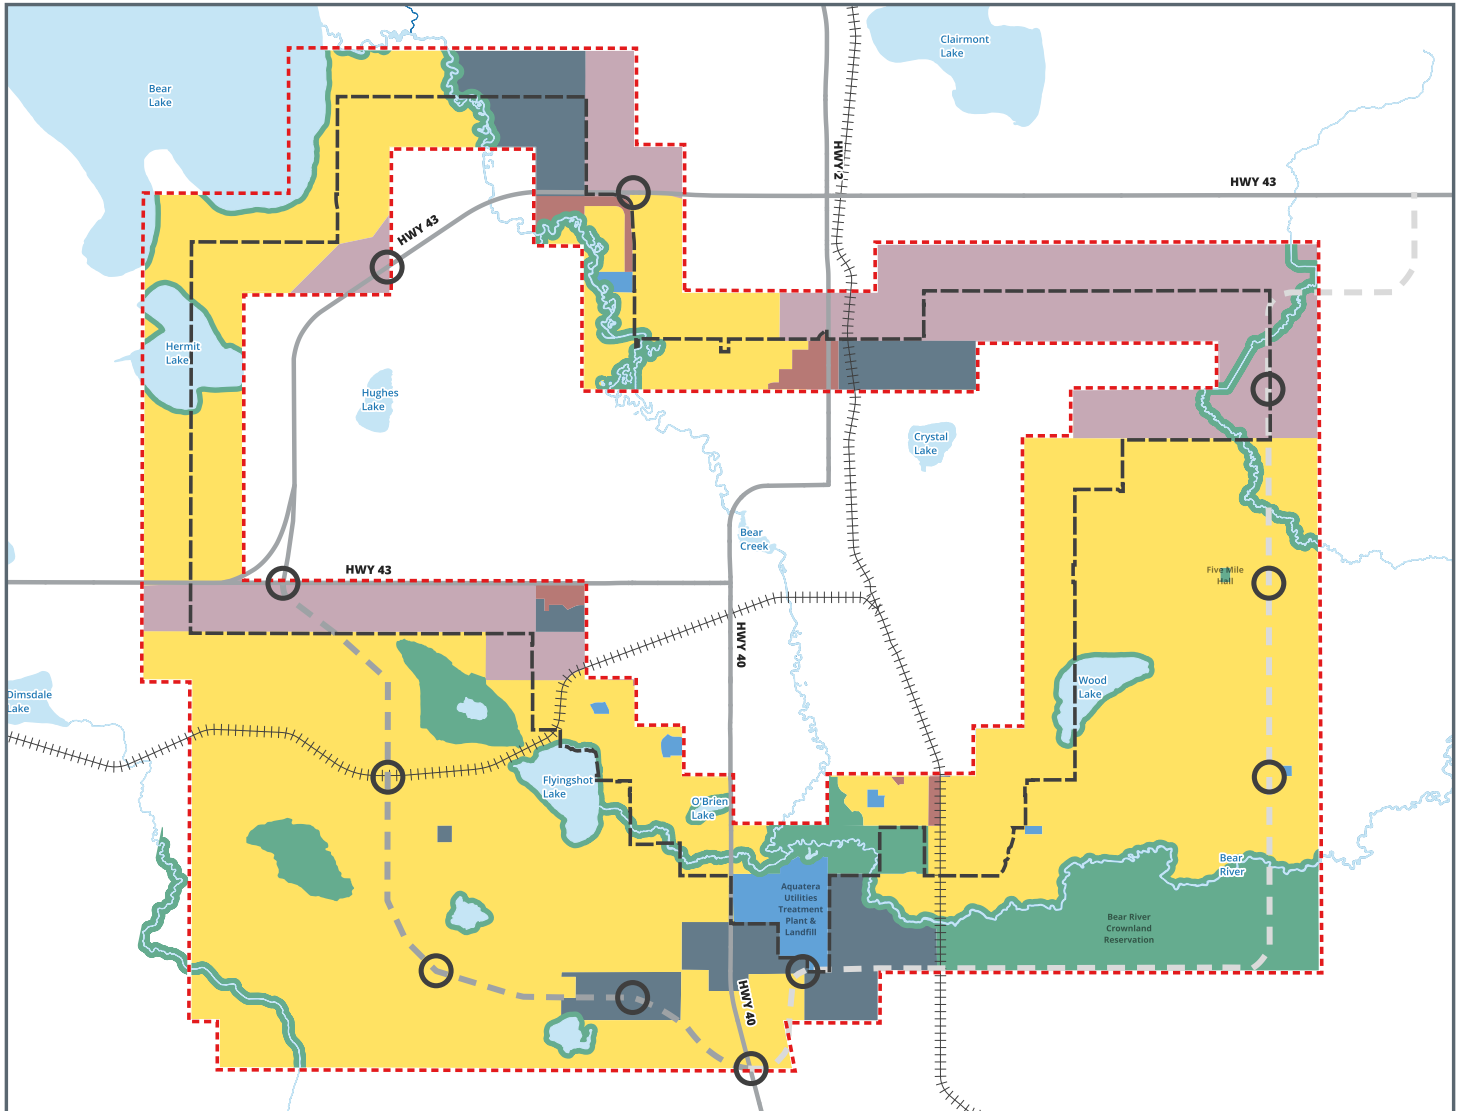 Clairmont
Lake
Bear
Lake
HWY 2
HWY 43
HWY 43
Hermit
Lake
Hughes
Lake
Crystal
Lake
Bear
Creek
HWY 43
Five Mile
Hall
HWY 40
Wood
Lake
Dimsdale
Lake
Flyingshot
Lake
O'Brien
Lake
Bear
River
Aquatera
Utilities
Treatment
Plant &
Landfill
Bear River
Crownland
Reservation
HWY 40